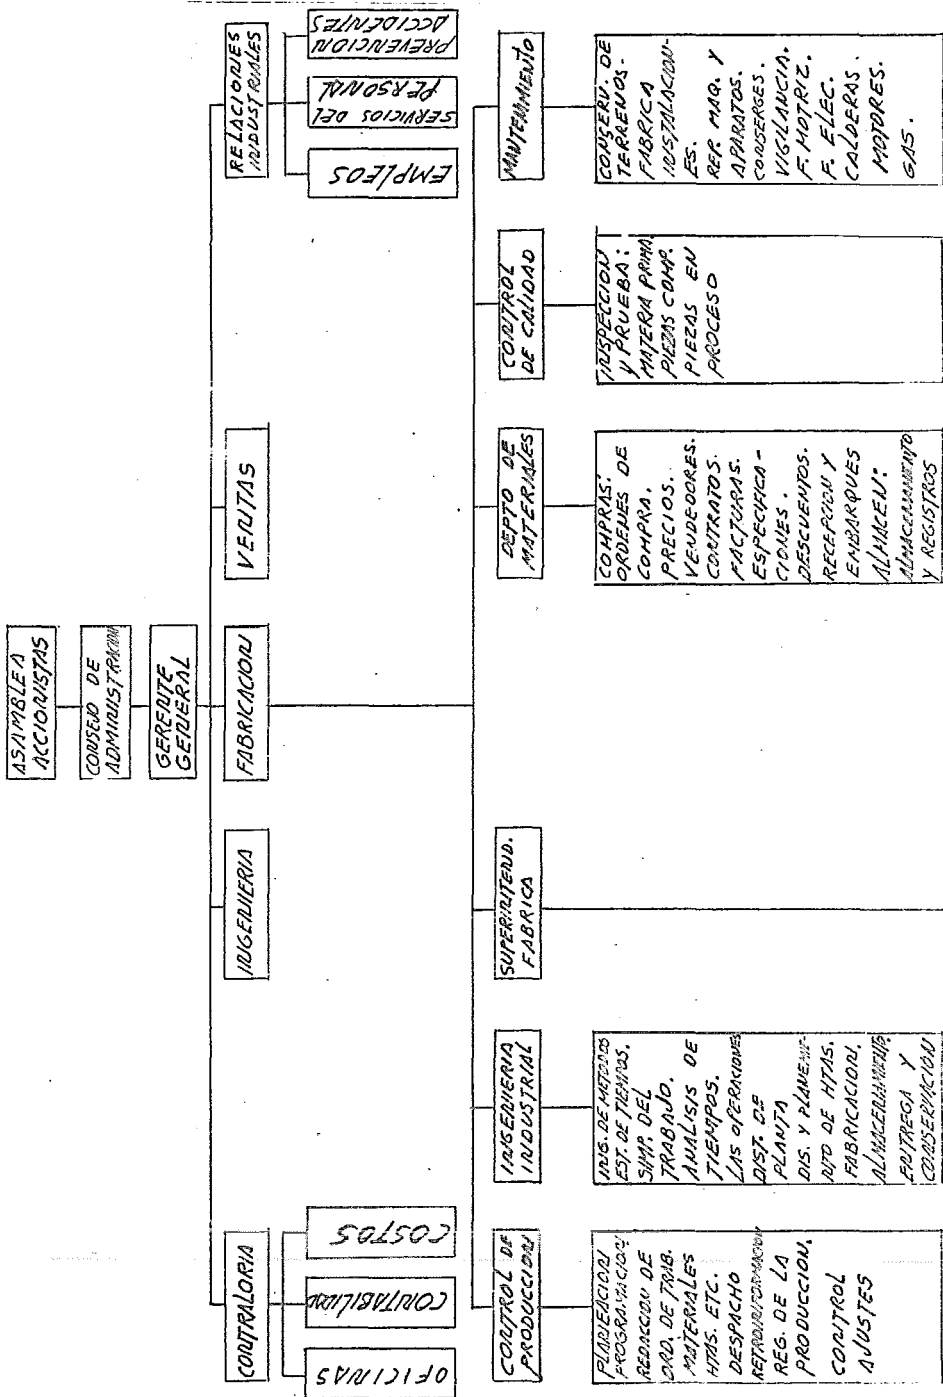 ASAMBLEA
ACCIONISTAS
CONSEJO DE
ADMINISTRACION
GERENTE
GENERAL
CONTRALORIA
INGENIERIA
FABRICACION
VENTAS
RELACIONES
INDUSTRIALES
OFICINAS
CONTABILIDAD
COSTOS
EMPLEOS
SERVICIOS DEL
PERSONAL
PREVENCION
ACCIDENTES
CONTROL DE
PRODUCCION
INGENIERIA
INDUSTRIAL
SUPERINTEND.
FABRICA
DEPTO DE
MATERIALES
CONTROL
DE CALIDAD
MANTENIMIENTO
PLANEACION
PROGRAMACION
REDACCION DE
ORD. DE TRAB.
MATERIALES
HTAS. ETC.
DESPACHO
RETROINFORMACION
REG. DE LA
PRODUCCION.
CONTROL
AJUSTES
ING. DE METODOS
EST. DE TIEMPOS.
SIMP. DEL
TRABAJO.
ANALISIS DE
TIEMPOS.
LAS OPERACIONES
DIST. DE
PLANTA
DIS. Y PLANEMIE-
NTO DE HTAS.
FABRICACION.
ALMACENAMIENTO.
ENTREGA Y
CONSERVACION
COMPRAS:
ORDENES DE
COMPRA.
PRECIOS.
VENDEDORES.
CONTRATOS.
FACTURAS.
ESPECIFICA-
CIONES.
DESCUENTOS.
RECEPCION Y
EMBARQUES
ALMACEN:
ALMACENAMIENTO
Y REGISTROS
INSPECCION
Y PRUEBA:
MATERIA PRIMA.
PIEZAS COMP.
PIEZAS EN
PROCESO
CONSERV. DE
TERRENOS-
FABRICA
INSTALACION-
ES.
REP. MAQ. Y
APARATOS.
CONSERGES.
VIGILANCIA.
F. MOTRIZ.
F. ELEC.
CALDERAS.
MOTORES.
GAS.